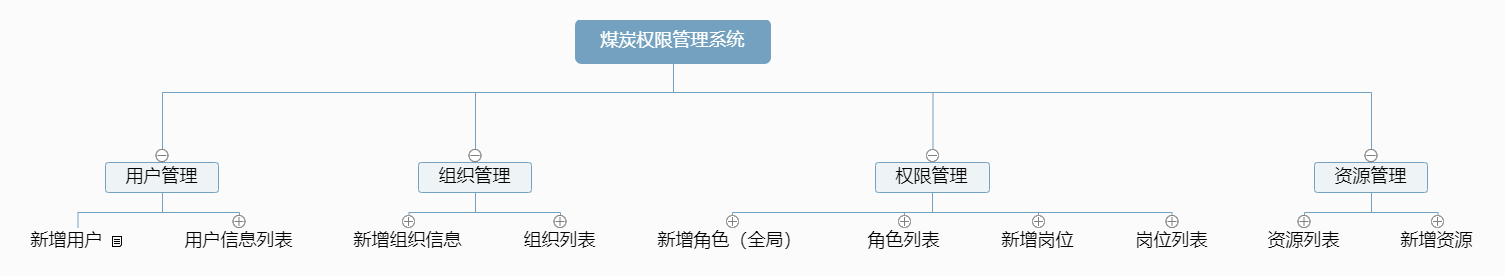 煤炭权限管理系统
用户管理
组织管理
权限管理
资源管理
新增用户
用户信息列表
新增组织信息
组织列表
新增角色（全局）
角色列表
新增岗位
岗位列表
资源列表
新增资源